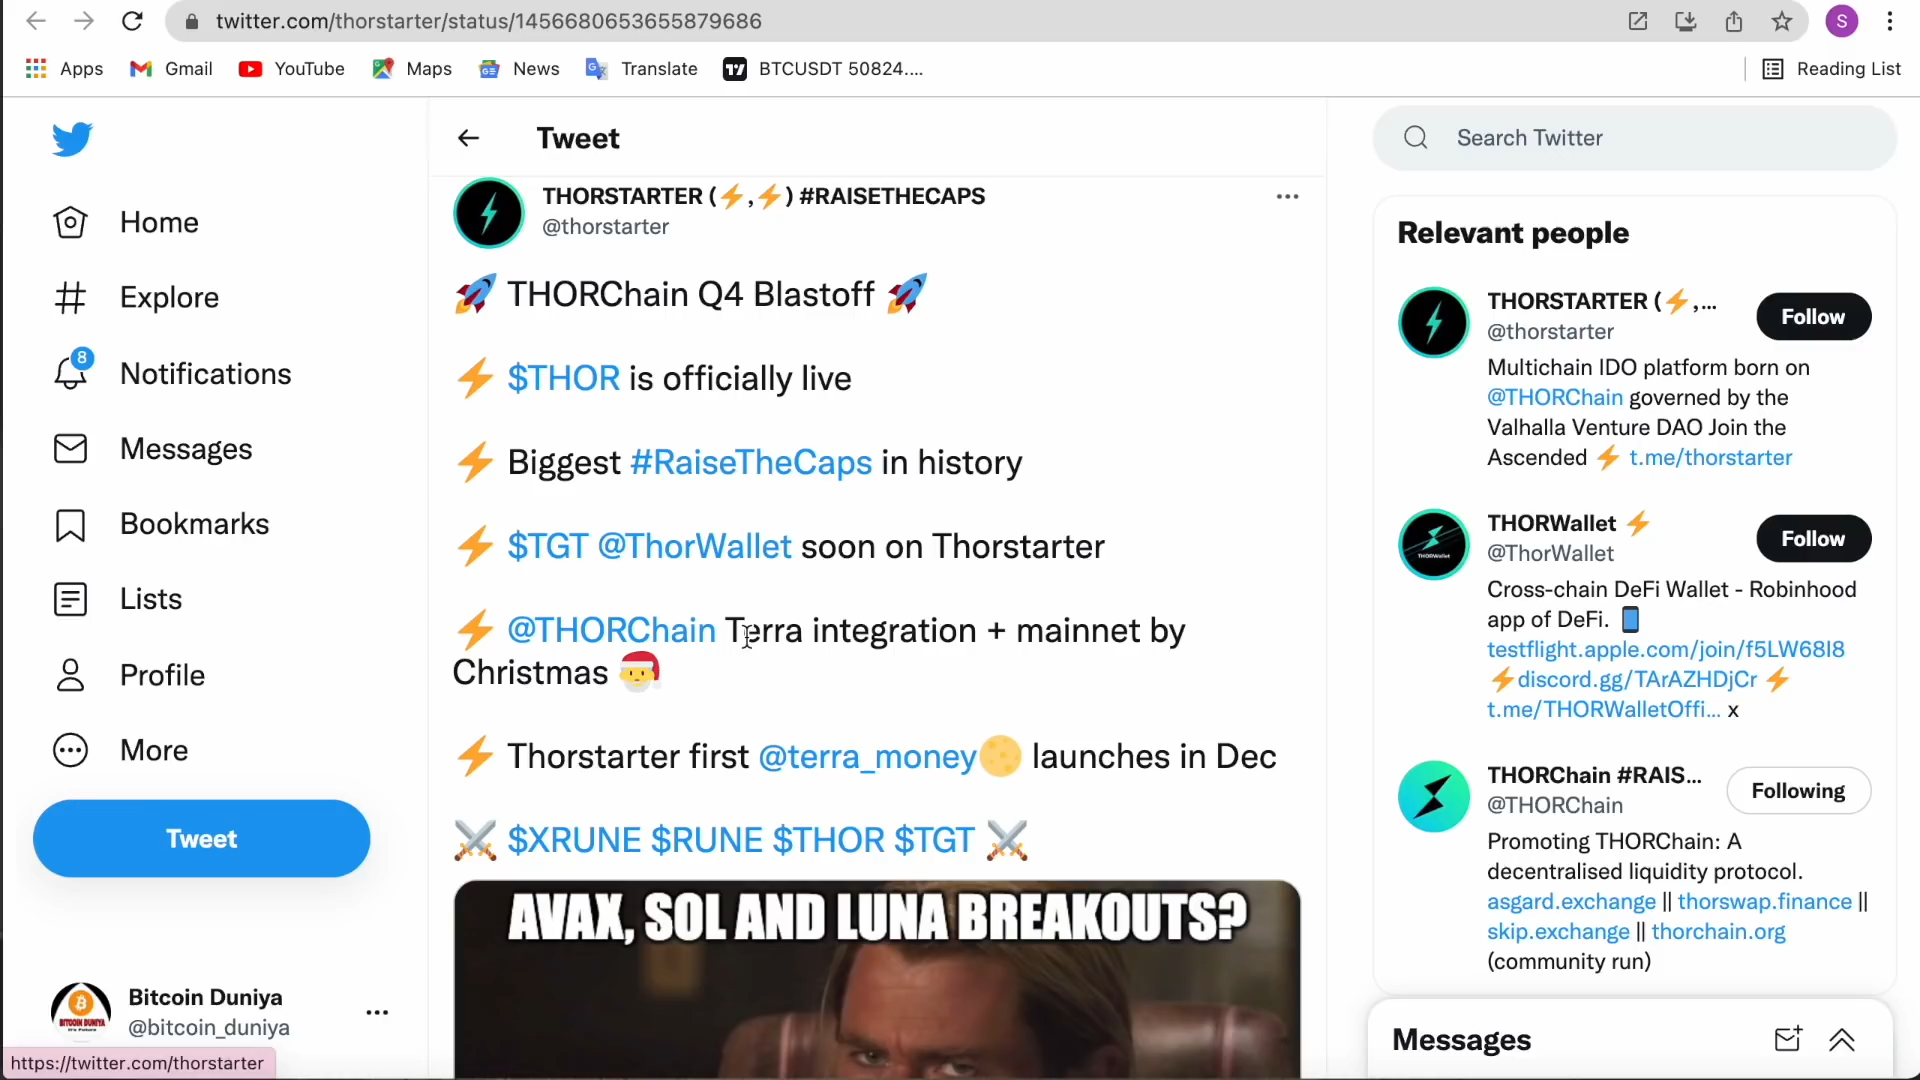 twitter.com/thorstarter/status/1456680653655879686
S
Apps
Gmail
YouTube
Maps
News
Translate
BTCUSDT 50824....
Reading List
Home
Explore
8
Notifications
Messages
Bookmarks
Lists
Profile
More
Tweet
Bitcoin Duniya
@bitcoin_duniya
https://twitter.com/thorstarter
Tweet
THORSTARTER (⚡,⚡) #RAISETHECAPS
@thorstarter
🚀 THORChain Q4 Blastoff 🚀
⚡ $THOR is officially live
⚡ Biggest #RaiseTheCaps in history
⚡ $TGT @ThorWallet soon on Thorstarter
⚡ @THORChain Terra integration + mainnet by
Christmas 🎅
⚡ Thorstarter first @terra_money🌕 launches in Dec
⚔️ $XRUNE $RUNE $THOR $TGT ⚔️
AVAX, SOL AND LUNA BREAKOUTS?
Search Twitter
Relevant people
THORSTARTER (⚡,...
@thorstarter
Follow
Multichain IDO platform born on
@THORChain governed by the
Valhalla Venture DAO Join the
Ascended ⚡ t.me/thorstarter
THORWallet ⚡
@ThorWallet
Follow
Cross-chain DeFi Wallet - Robinhood
app of DeFi. 📱
testflight.apple.com/join/f5LW68I8
⚡discord.gg/TArAZHDjCr ⚡
t.me/THORWalletOffi... x
THORChain #RAIS...
@THORChain
Following
Promoting THORChain: A
decentralised liquidity protocol.
asgard.exchange || thorswap.finance ||
skip.exchange || thorchain.org
(community run)
Messages